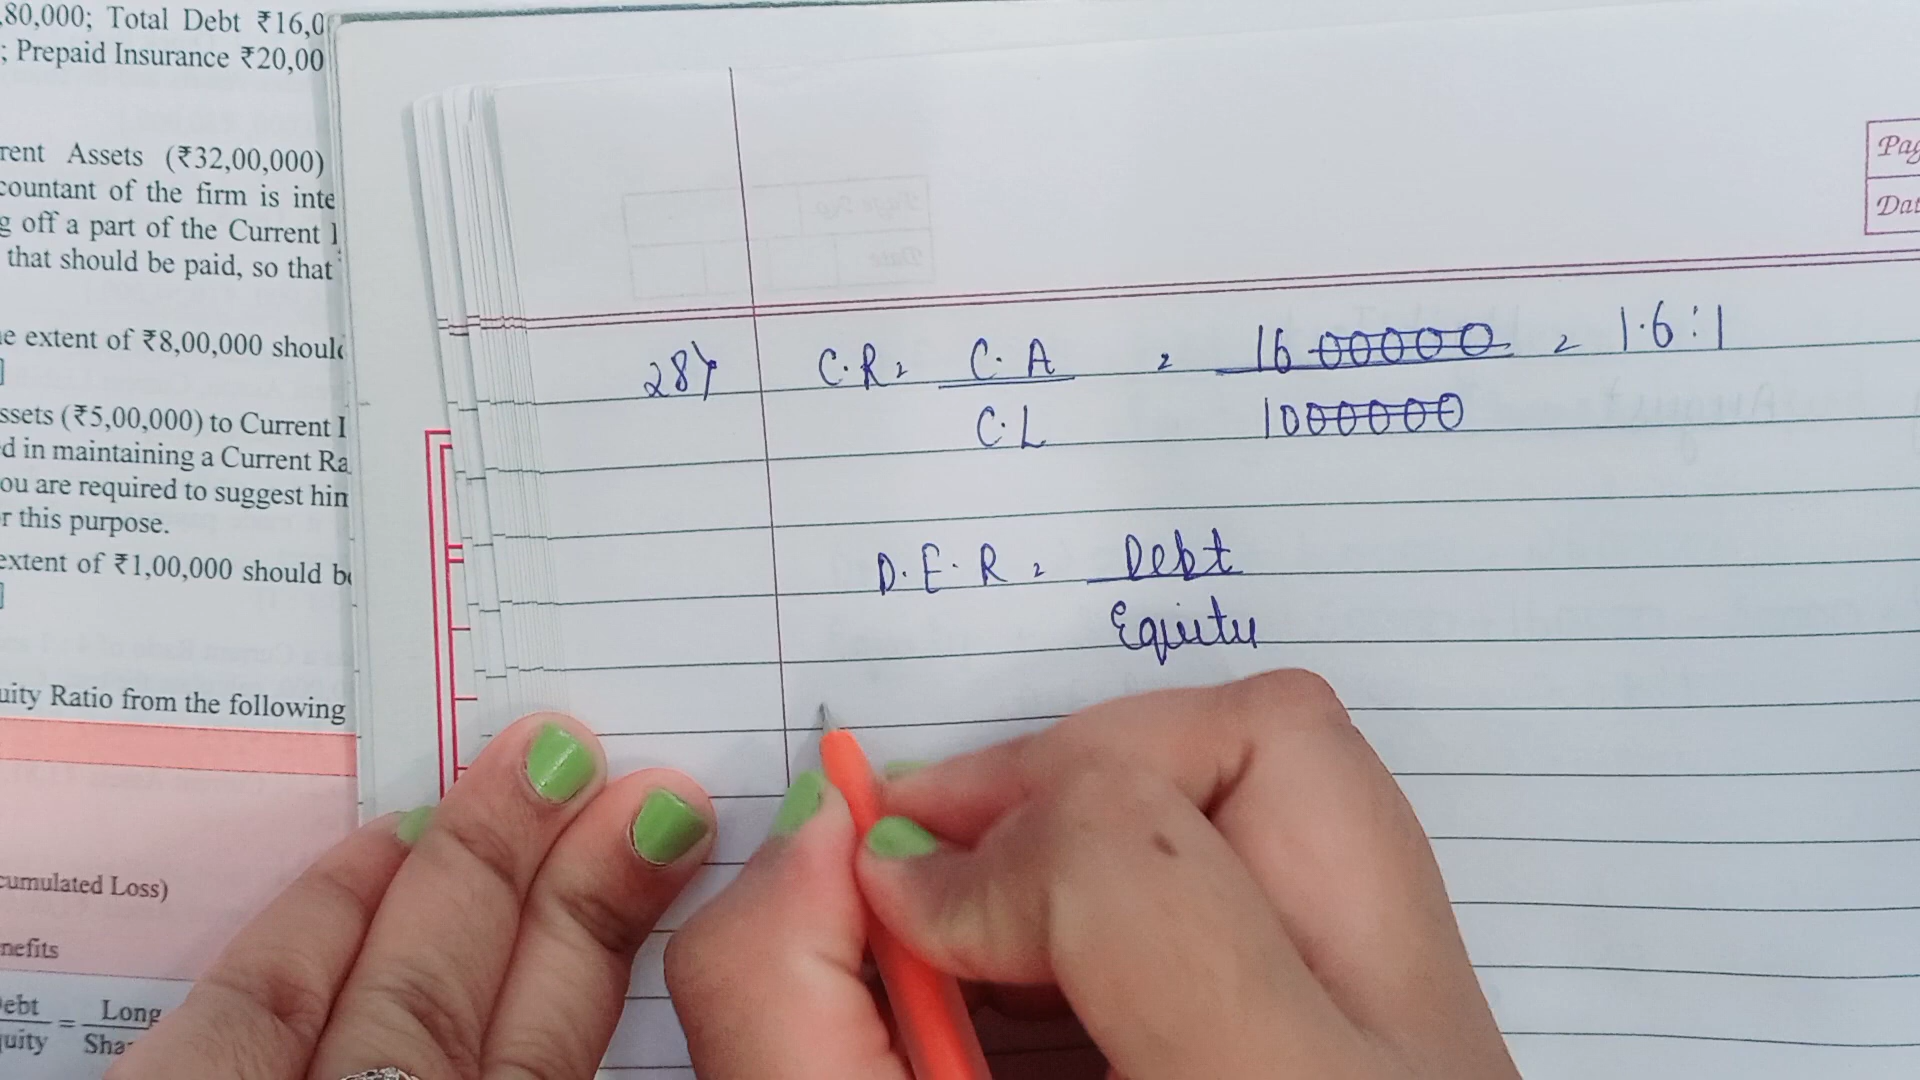 ,80,000; Total Debt ₹16,0
; Prepaid Insurance ₹20,00
rent Assets (₹32,00,000)
countant of the firm is inte
g off a part of the Current
that should be paid, so that
e extent of ₹8,00,000 should
]
ssets (₹5,00,000) to Current
d in maintaining a Current Ra
ou are required to suggest him
r this purpose.
extent of ₹1,00,000 should be
]
uity Ratio from the following
cumulated Loss)
nefits
ebt = Long
quity Sha
Pag
Dat
28) C.R = C.A = 1600000 = 1.6:1
C.L 1000000
D.E.R = Debt
Equity